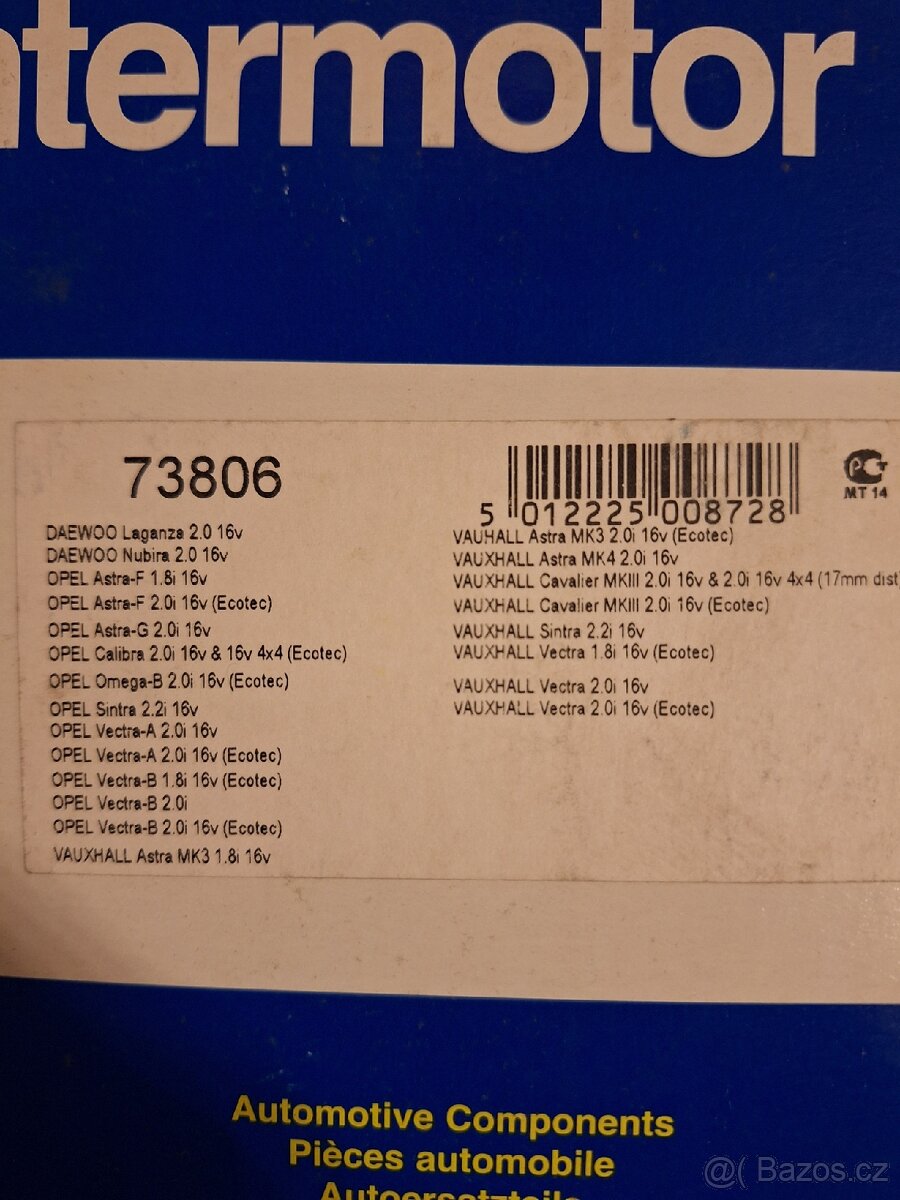 ntermotor
73806
DAEWOO Laganza 2.0 16v
DAEWOO Nubira 2.0 16v
OPEL Astra-F 1.8i 16v
OPEL Astra-F 2.0i 16v (Ecotec)
OPEL Astra-G 2.0i 16v
OPEL Calibra 2.0i 16v & 16v 4x4 (Ecotec)
OPEL Omega-B 2.0i 16v (Ecotec)
OPEL Sintra 2.2i 16v
OPEL Vectra-A 2.0i 16v
OPEL Vectra-A 2.0i 16v (Ecotec)
OPEL Vectra-B 1.8i 16v (Ecotec)
OPEL Vectra-B 2.0i
OPEL Vectra-B 2.0i 16v (Ecotec)
VAUXHALL Astra MK3 1.8i 16v
5 012225 008728
MT 14
VAUHALL Astra MK3 2.0i 16v (Ecotec)
VAUXHALL Astra MK4 2.0i 16v
VAUXHALL Cavalier MKIII 2.0i 16v & 2.0i 16v 4x4 (17mm dist
VAUXHALL Cavalier MKIII 2.0i 16v (Ecotec)
VAUXHALL Sintra 2.2i 16v
VAUXHALL Vectra 1.8i 16v (Ecotec)
VAUXHALL Vectra 2.0i 16v
VAUXHALL Vectra 2.0i 16v (Ecotec)
Automotive Components
Pièces automobile
Autoersatzteile
@( Bazos.cz